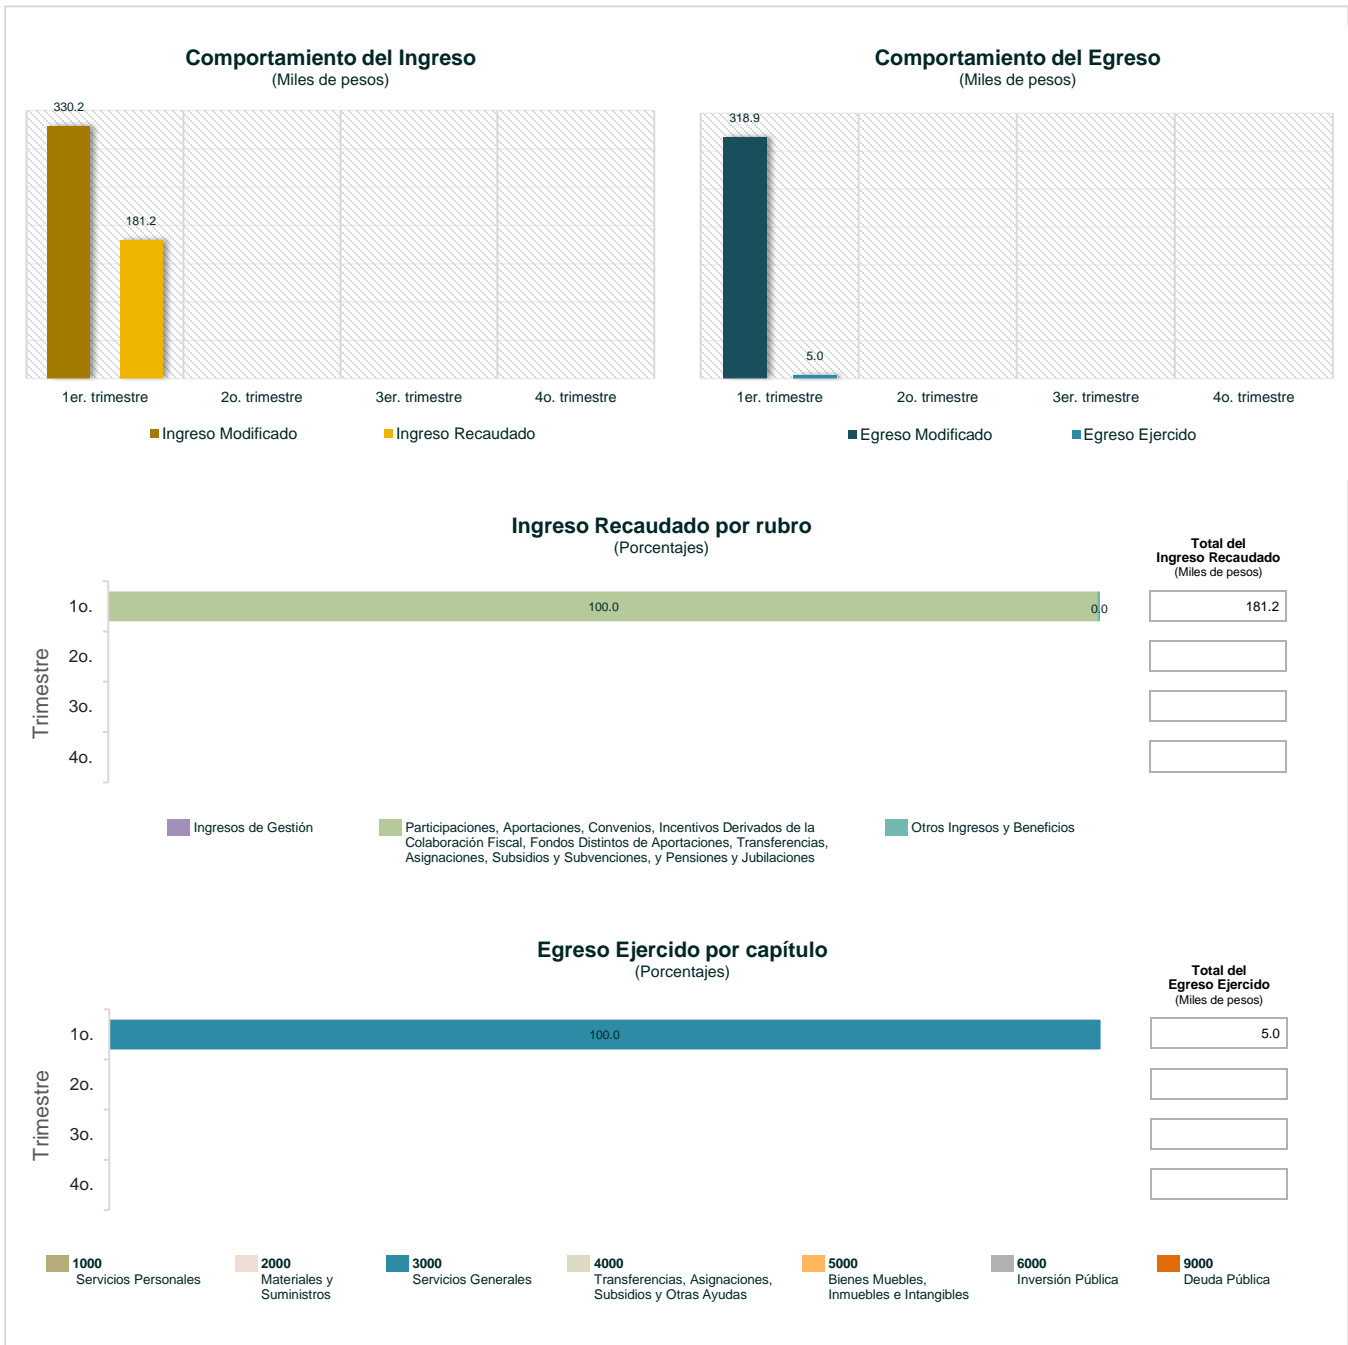 Comportamiento del Ingreso
(Miles de pesos)
330.2
181.2
1er. trimestre
2o. trimestre
3er. trimestre
4o. trimestre
Ingreso Modificado
Ingreso Recaudado
Comportamiento del Egreso
(Miles de pesos)
318.9
5.0
1er. trimestre
2o. trimestre
3er. trimestre
4o. trimestre
Egreso Modificado
Egreso Ejercido
Ingreso Recaudado por rubro
(Porcentajes)
Total del
Ingreso Recaudado
(Miles de pesos)
Trimestre
1o.
100.0
0.0
181.2
2o.
3o.
4o.
Ingresos de Gestión
Participaciones, Aportaciones, Convenios, Incentivos Derivados de la
Colaboración Fiscal, Fondos Distintos de Aportaciones, Transferencias,
Asignaciones, Subsidios y Subvenciones, y Pensiones y Jubilaciones
Otros Ingresos y Beneficios
Egreso Ejercido por capítulo
(Porcentajes)
Total del
Egreso Ejercido
(Miles de pesos)
Trimestre
1o.
100.0
5.0
2o.
3o.
4o.
1000
Servicios Personales
2000
Materiales y
Suministros
3000
Servicios Generales
4000
Transferencias, Asignaciones,
Subsidios y Otras Ayudas
5000
Bienes Muebles,
Inmuebles e Intangibles
6000
Inversión Pública
9000
Deuda Pública